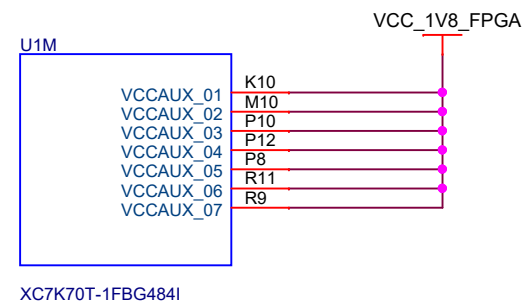 VCC_1V8_FPGA
U1M
VCCAUX_01 K10
VCCAUX_02 M10
VCCAUX_03 P10
VCCAUX_04 P12
VCCAUX_05 P8
VCCAUX_06 R11
VCCAUX_07 R9
XC7K70T-1FBG484I